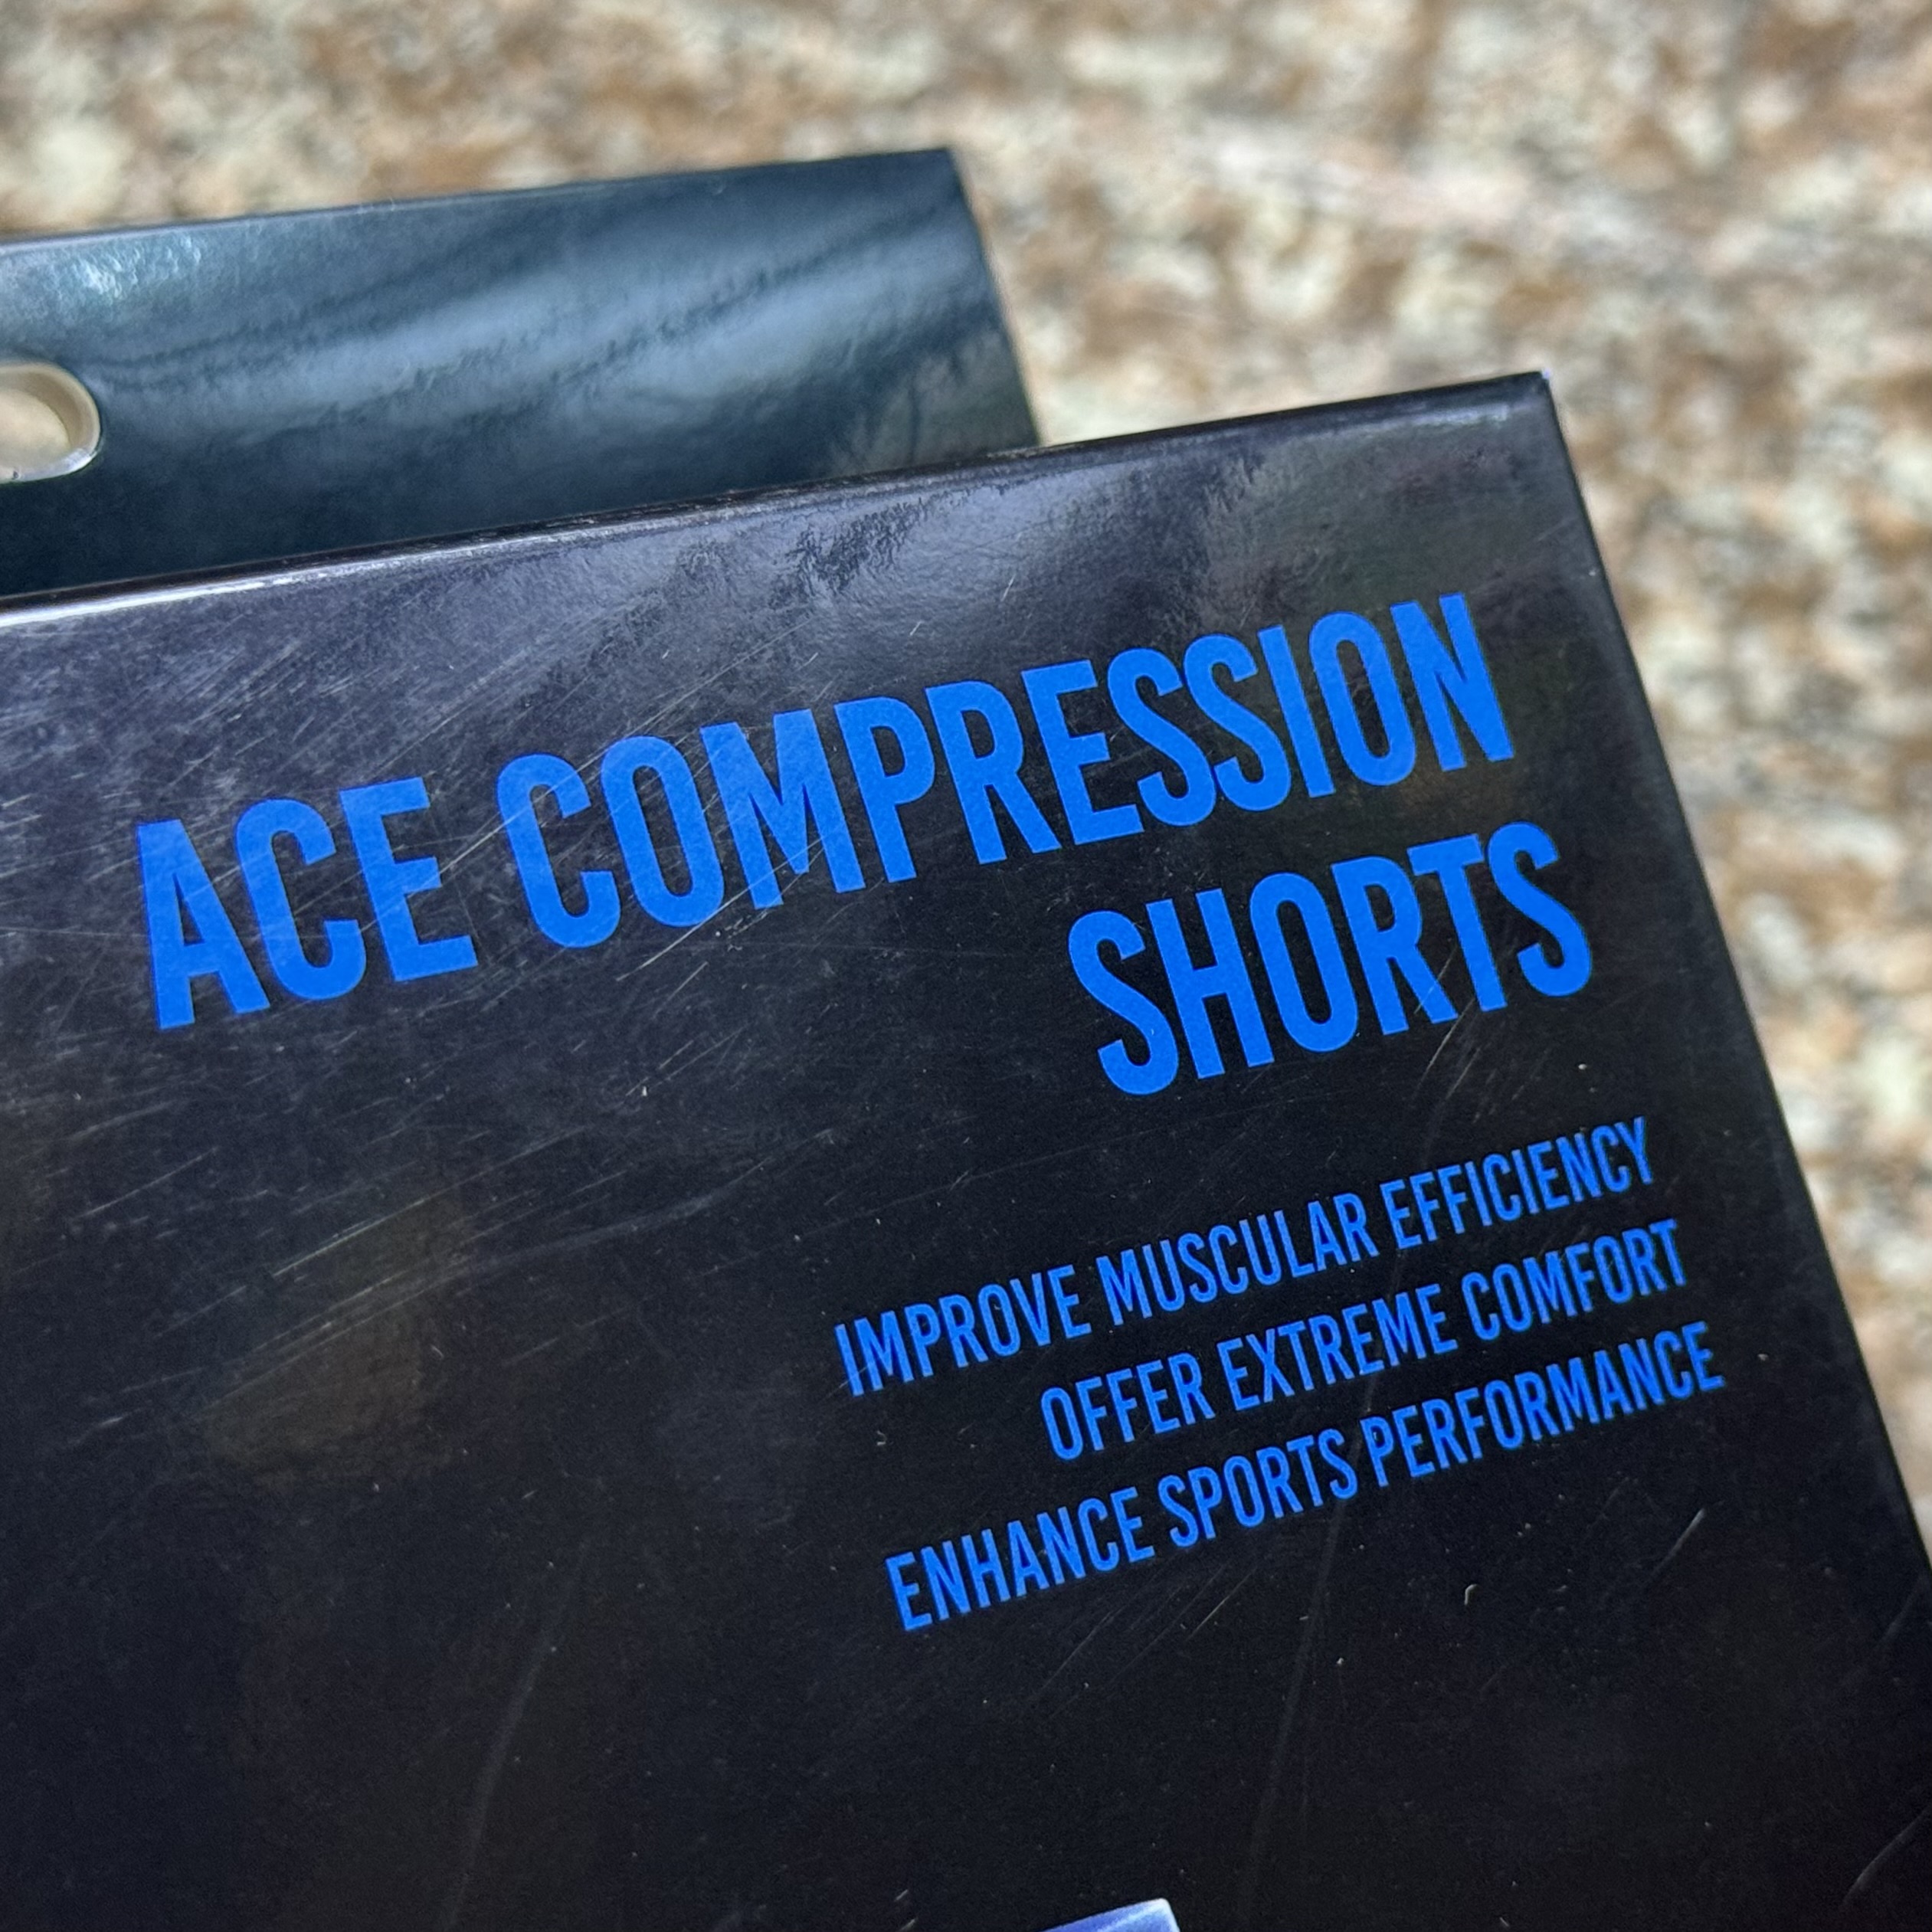 ACE COMPRESSION
SHORTS
IMPROVE MUSCULAR EFFICIENCY
OFFER EXTREME COMFORT
ENHANCE SPORTS PERFORMANCE